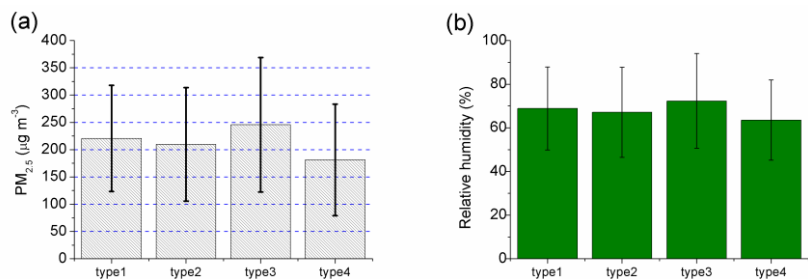 (a)
PM2.5 (μg m-3)
400
350
300
250
200
150
100
50
0
type1 type2 type3 type4
(b)
Relative humidity (%)
100
80
60
40
20
0
type1 type2 type3 type4